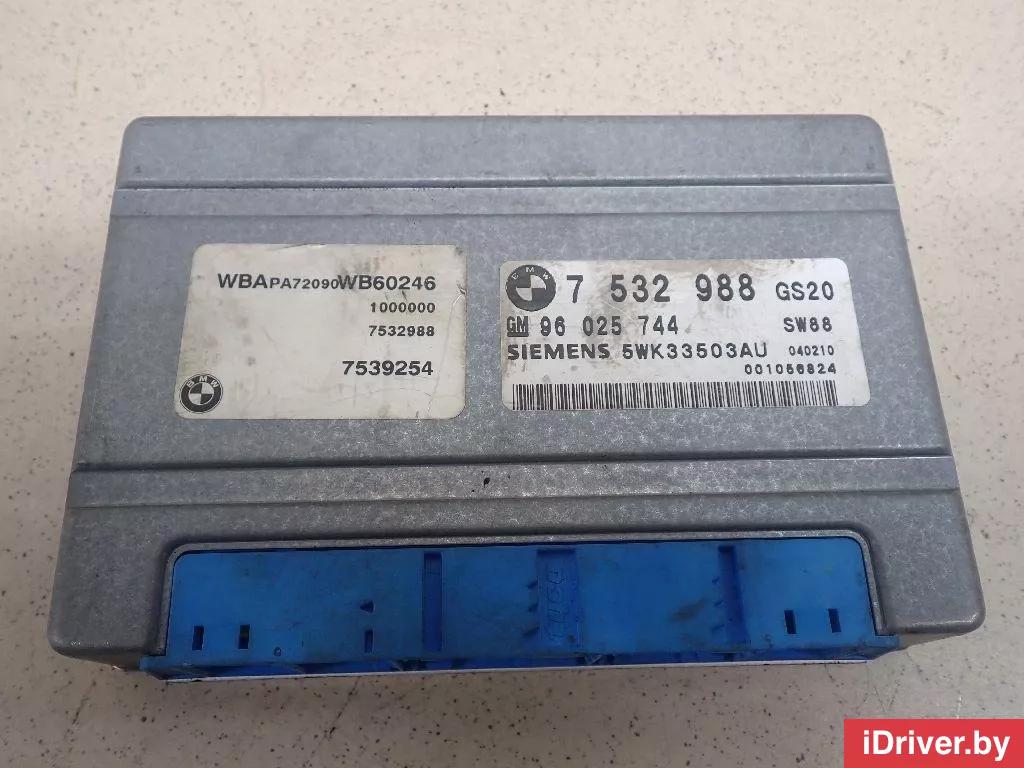 WBAPA72090WB60246
1000000
7532988
7539254
BMW
BMW
7 532 988 GS20
GM 96 025 744 SW88
SIEMENS 5WK33503AU 040210
001056824
iDriver.by